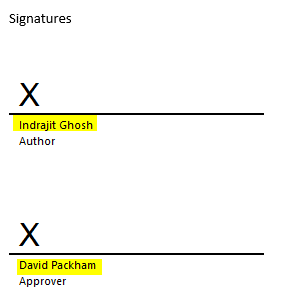 Signatures
X
Indrajit Ghosh
Author
X
David Packham
Approver